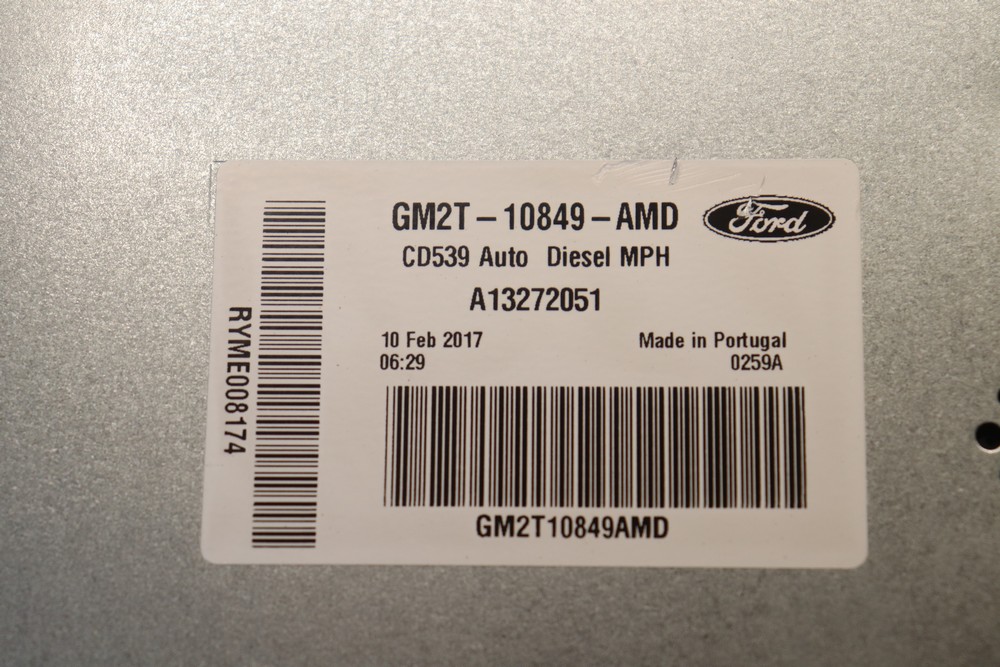 GM2T-10849-AMD
Ford
CD539 Auto Diesel MPH
A13272051
10 Feb 2017
Made in Portugal
06:29
0259A
GM2T10849AMD
RYME008174